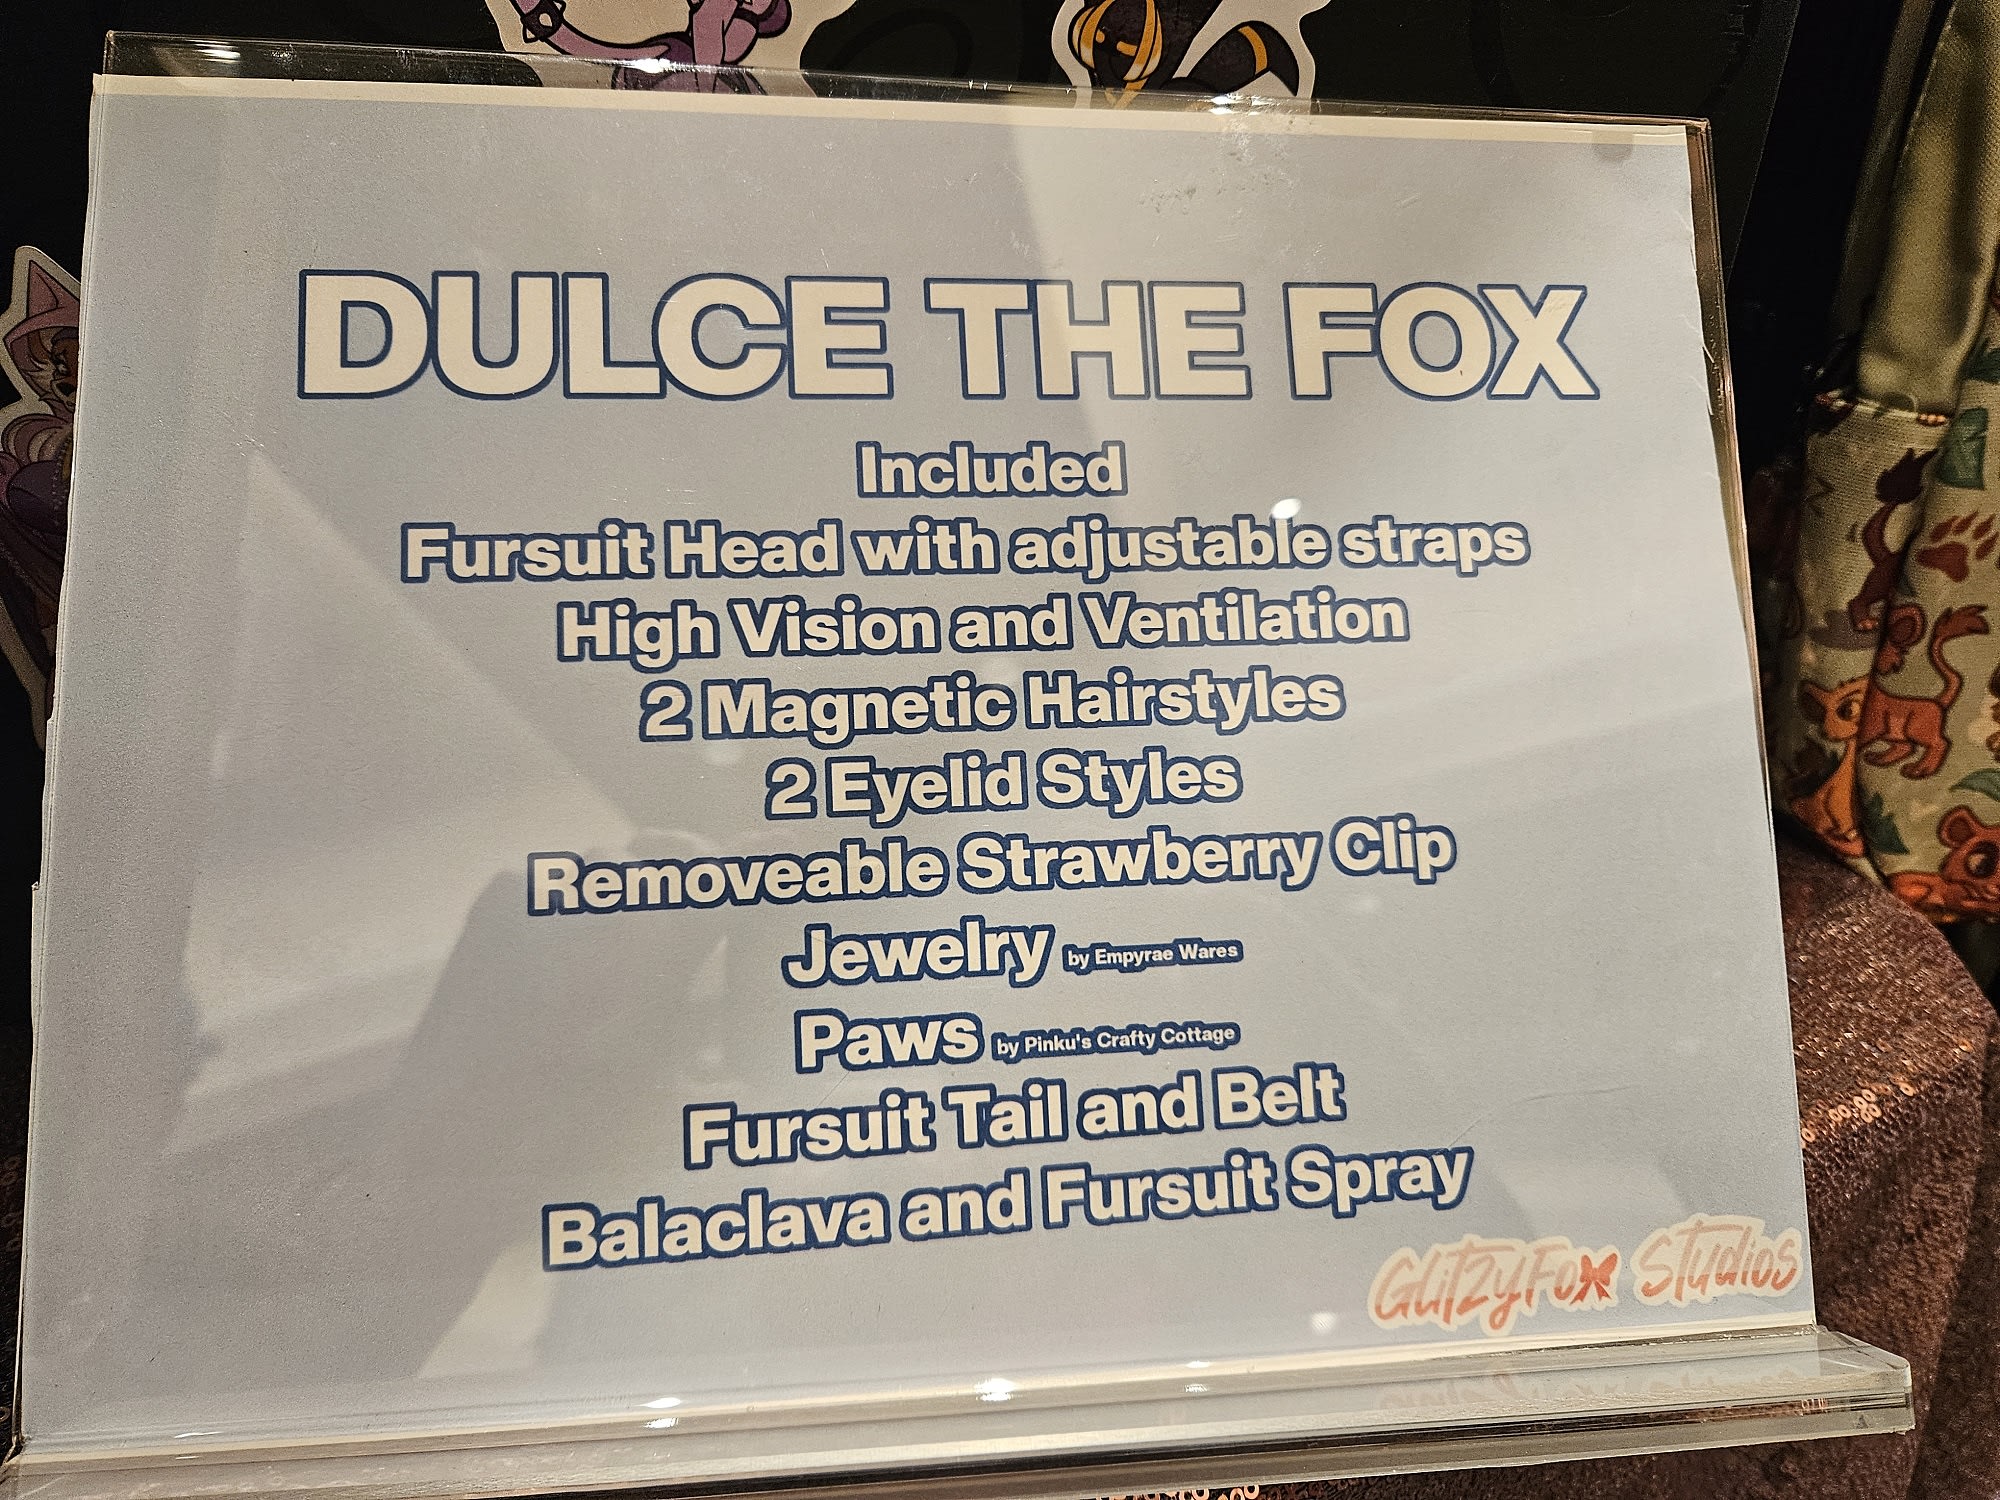 DULCE THE FOX
Included
Fursuit Head with adjustable straps
High Vision and Ventilation
2 Magnetic Hairstyles
2 Eyelid Styles
Removeable Strawberry Clip
Jewelry by Empyrae Wares
Paws by Pinku's Crafty Cottage
Fursuit Tail and Belt
Balaclava and Fursuit Spray
GlitzyFox Studios